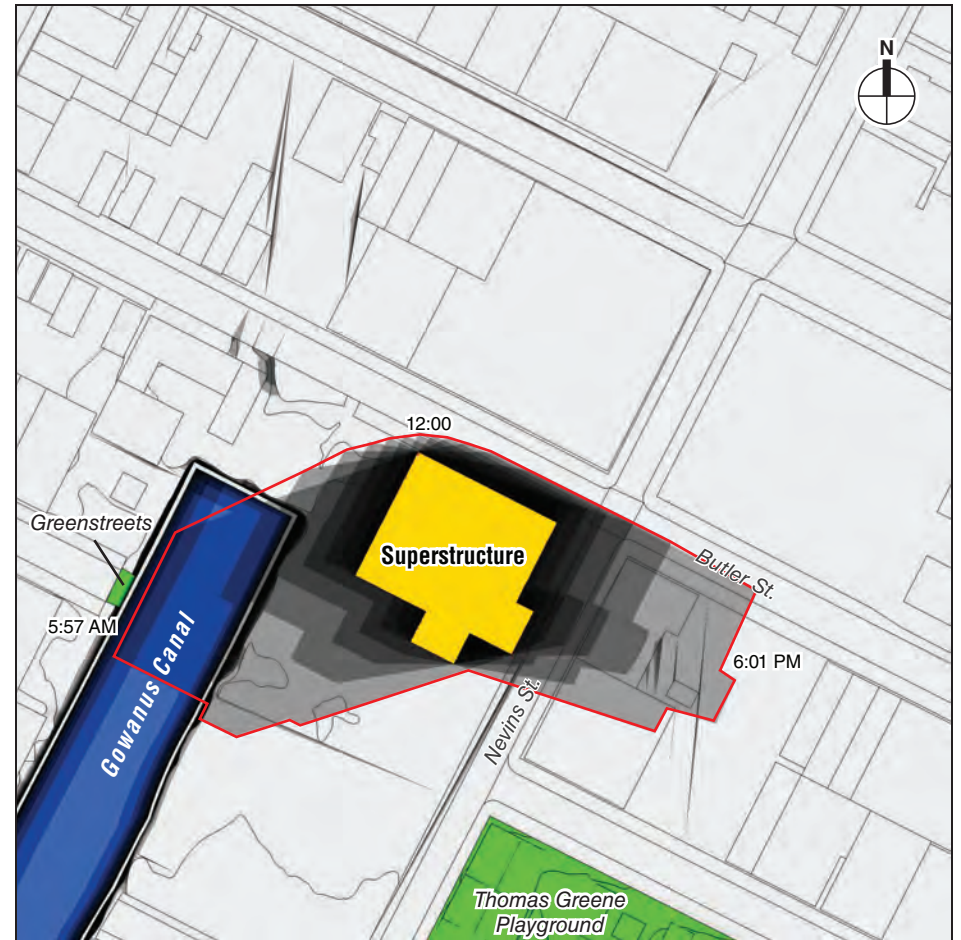 N
12:00
Greenstreets
Superstructure
Butler St.
5:57 AM
6:01 PM
Gowanus Canal
Nevins St.
Thomas Greene
Playground